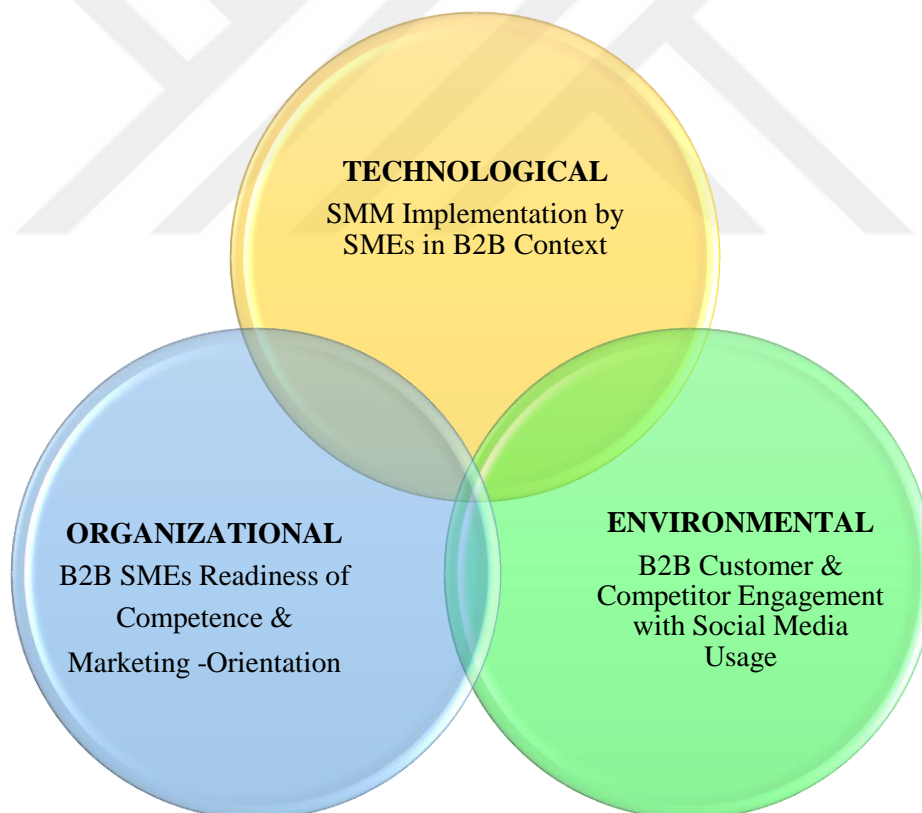 TECHNOLOGICAL
SMM Implementation by
SMEs in B2B Context
ORGANIZATIONAL
B2B SMEs Readiness of
Competence &
Marketing -Orientation
ENVIRONMENTAL
B2B Customer &
Competitor Engagement
with Social Media
Usage